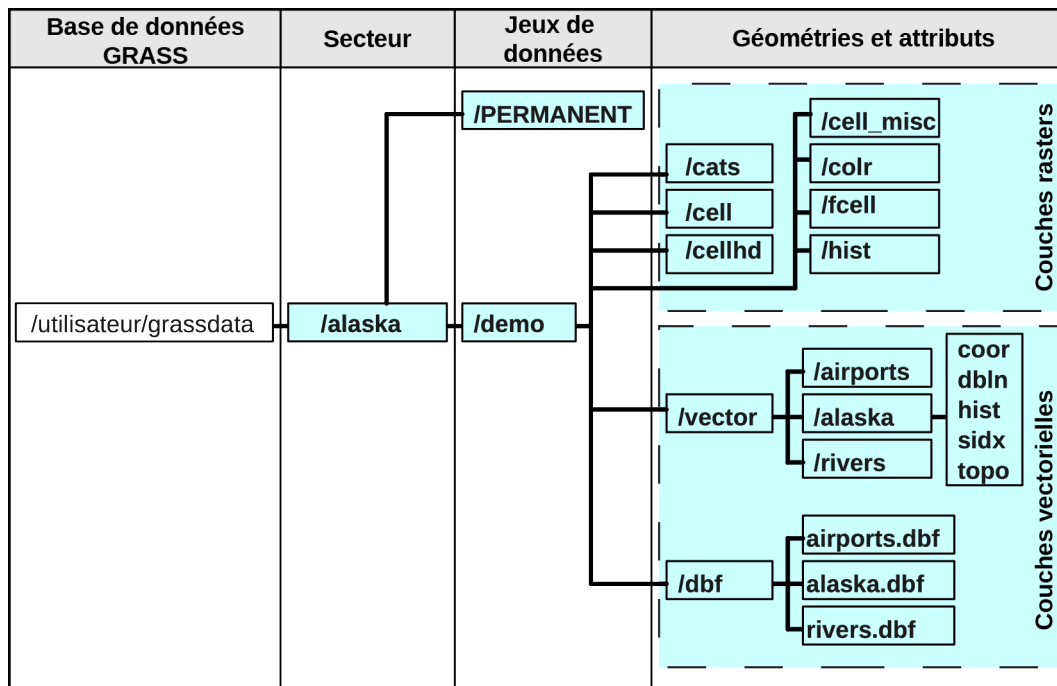 Base de données
GRASS
Secteur
Jeux de
données
Géométries et attributs
/utilisateur/grassdata
/alaska
/PERMANENT
/demo
/cats
/cell
/cellhd
/cell_misc
/colr
/fcell
/hist
Couches rasters
/vector
/airports
/alaska
/rivers
coor
dbln
hist
sidx
topo
/dbf
airports.dbf
alaska.dbf
rivers.dbf
Couches vectorielles